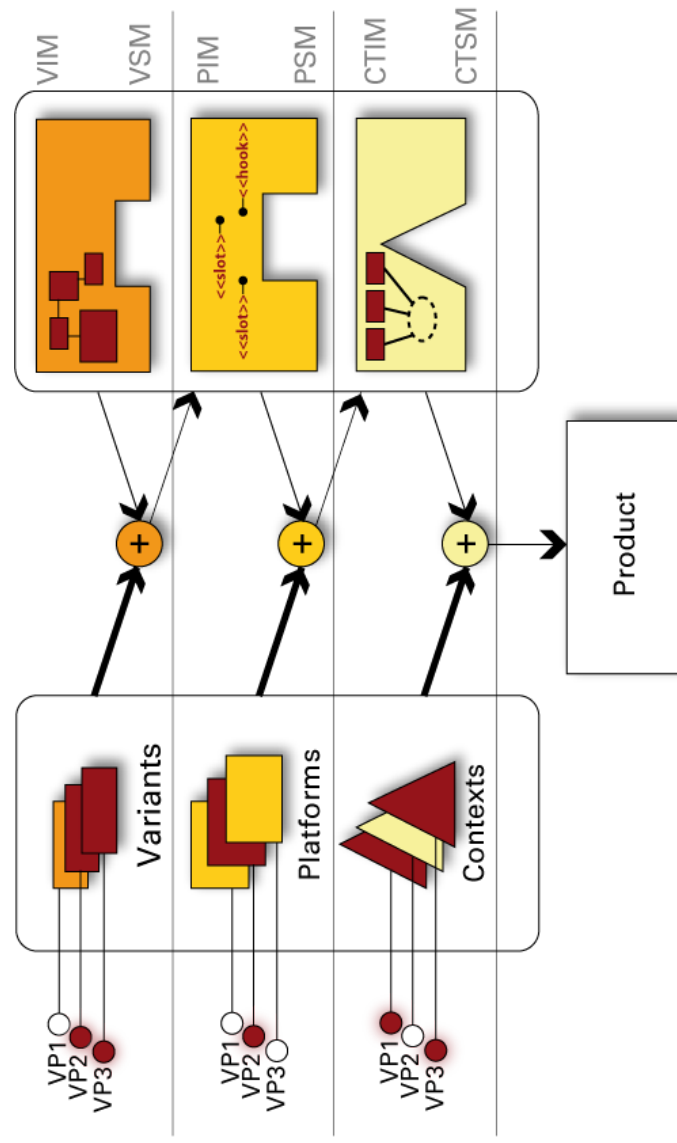 VP1
VP2
VP3
Variants
+
VIM
VSM
VP1
VP2
VP3
Platforms
+
<<slot>>
<<slot>> <<hook>>
PIM
PSM
VP1
VP2
VP3
Contexts
+
CTIM
CTSM
Product